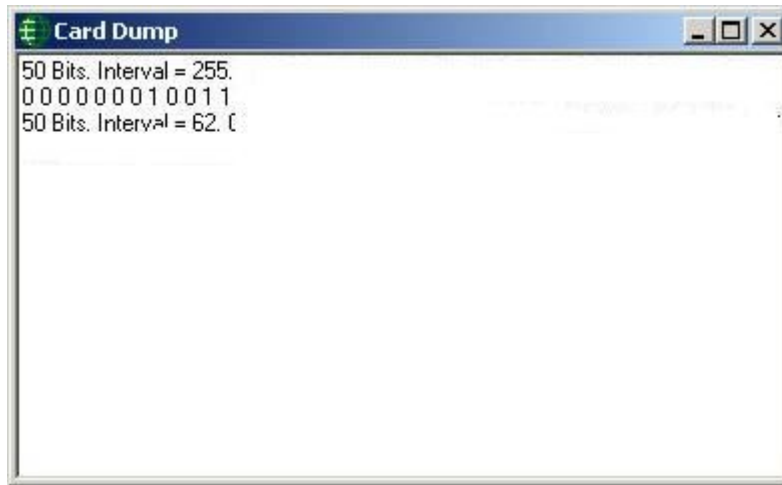 Card Dump
50 Bits. Interval = 255.
0 0 0 0 0 0 0 1 0 0 1 1
50 Bits. Interval = 62.